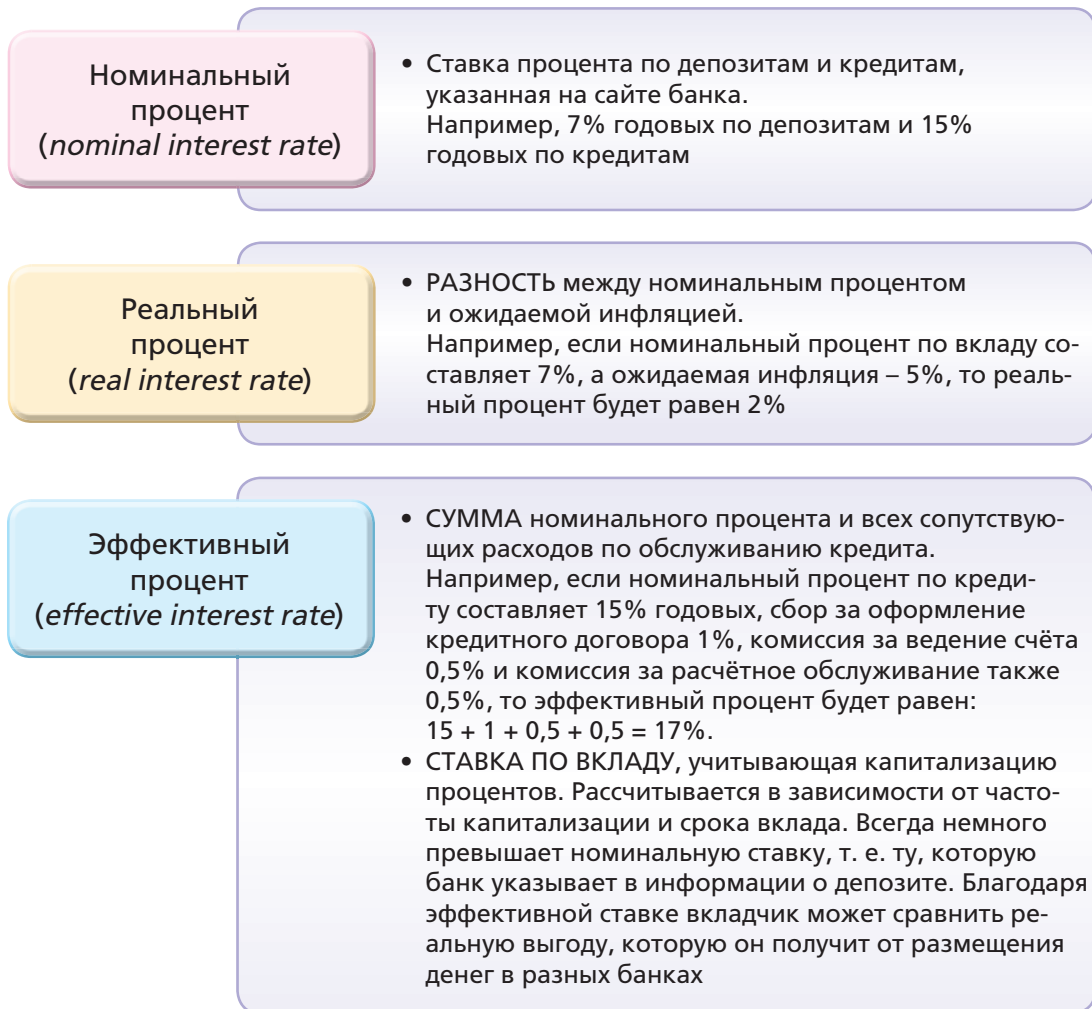 Номинальный
процент
(nominal interest rate)
• Ставка процента по депозитам и кредитам,
указанная на сайте банка.
Например, 7% годовых по депозитам и 15%
годовых по кредитам
Реальный
процент
(real interest rate)
• РАЗНОСТЬ между номинальным процентом
и ожидаемой инфляцией.
Например, если номинальный процент по вкладу со-
ставляет 7%, а ожидаемая инфляция – 5%, то реаль-
ный процент будет равен 2%
Эффективный
процент
(effective interest rate)
• СУММА номинального процента и всех сопутствую-
щих расходов по обслуживанию кредита.
Например, если номинальный процент по креди-
ту составляет 15% годовых, сбор за оформление
кредитного договора 1%, комиссия за ведение счёта
0,5% и комиссия за расчётное обслуживание также
0,5%, то эффективный процент будет равен:
15 + 1 + 0,5 + 0,5 = 17%.
• СТАВКА ПО ВКЛАДУ, учитывающая капитализацию
процентов. Рассчитывается в зависимости от часто-
ты капитализации и срока вклада. Всегда немного
превышает номинальную ставку, т. е. ту, которую
банк указывает в информации о депозите. Благодаря
эффективной ставке вкладчик может сравнить ре-
альную выгоду, которую он получит от размещения
денег в разных банках